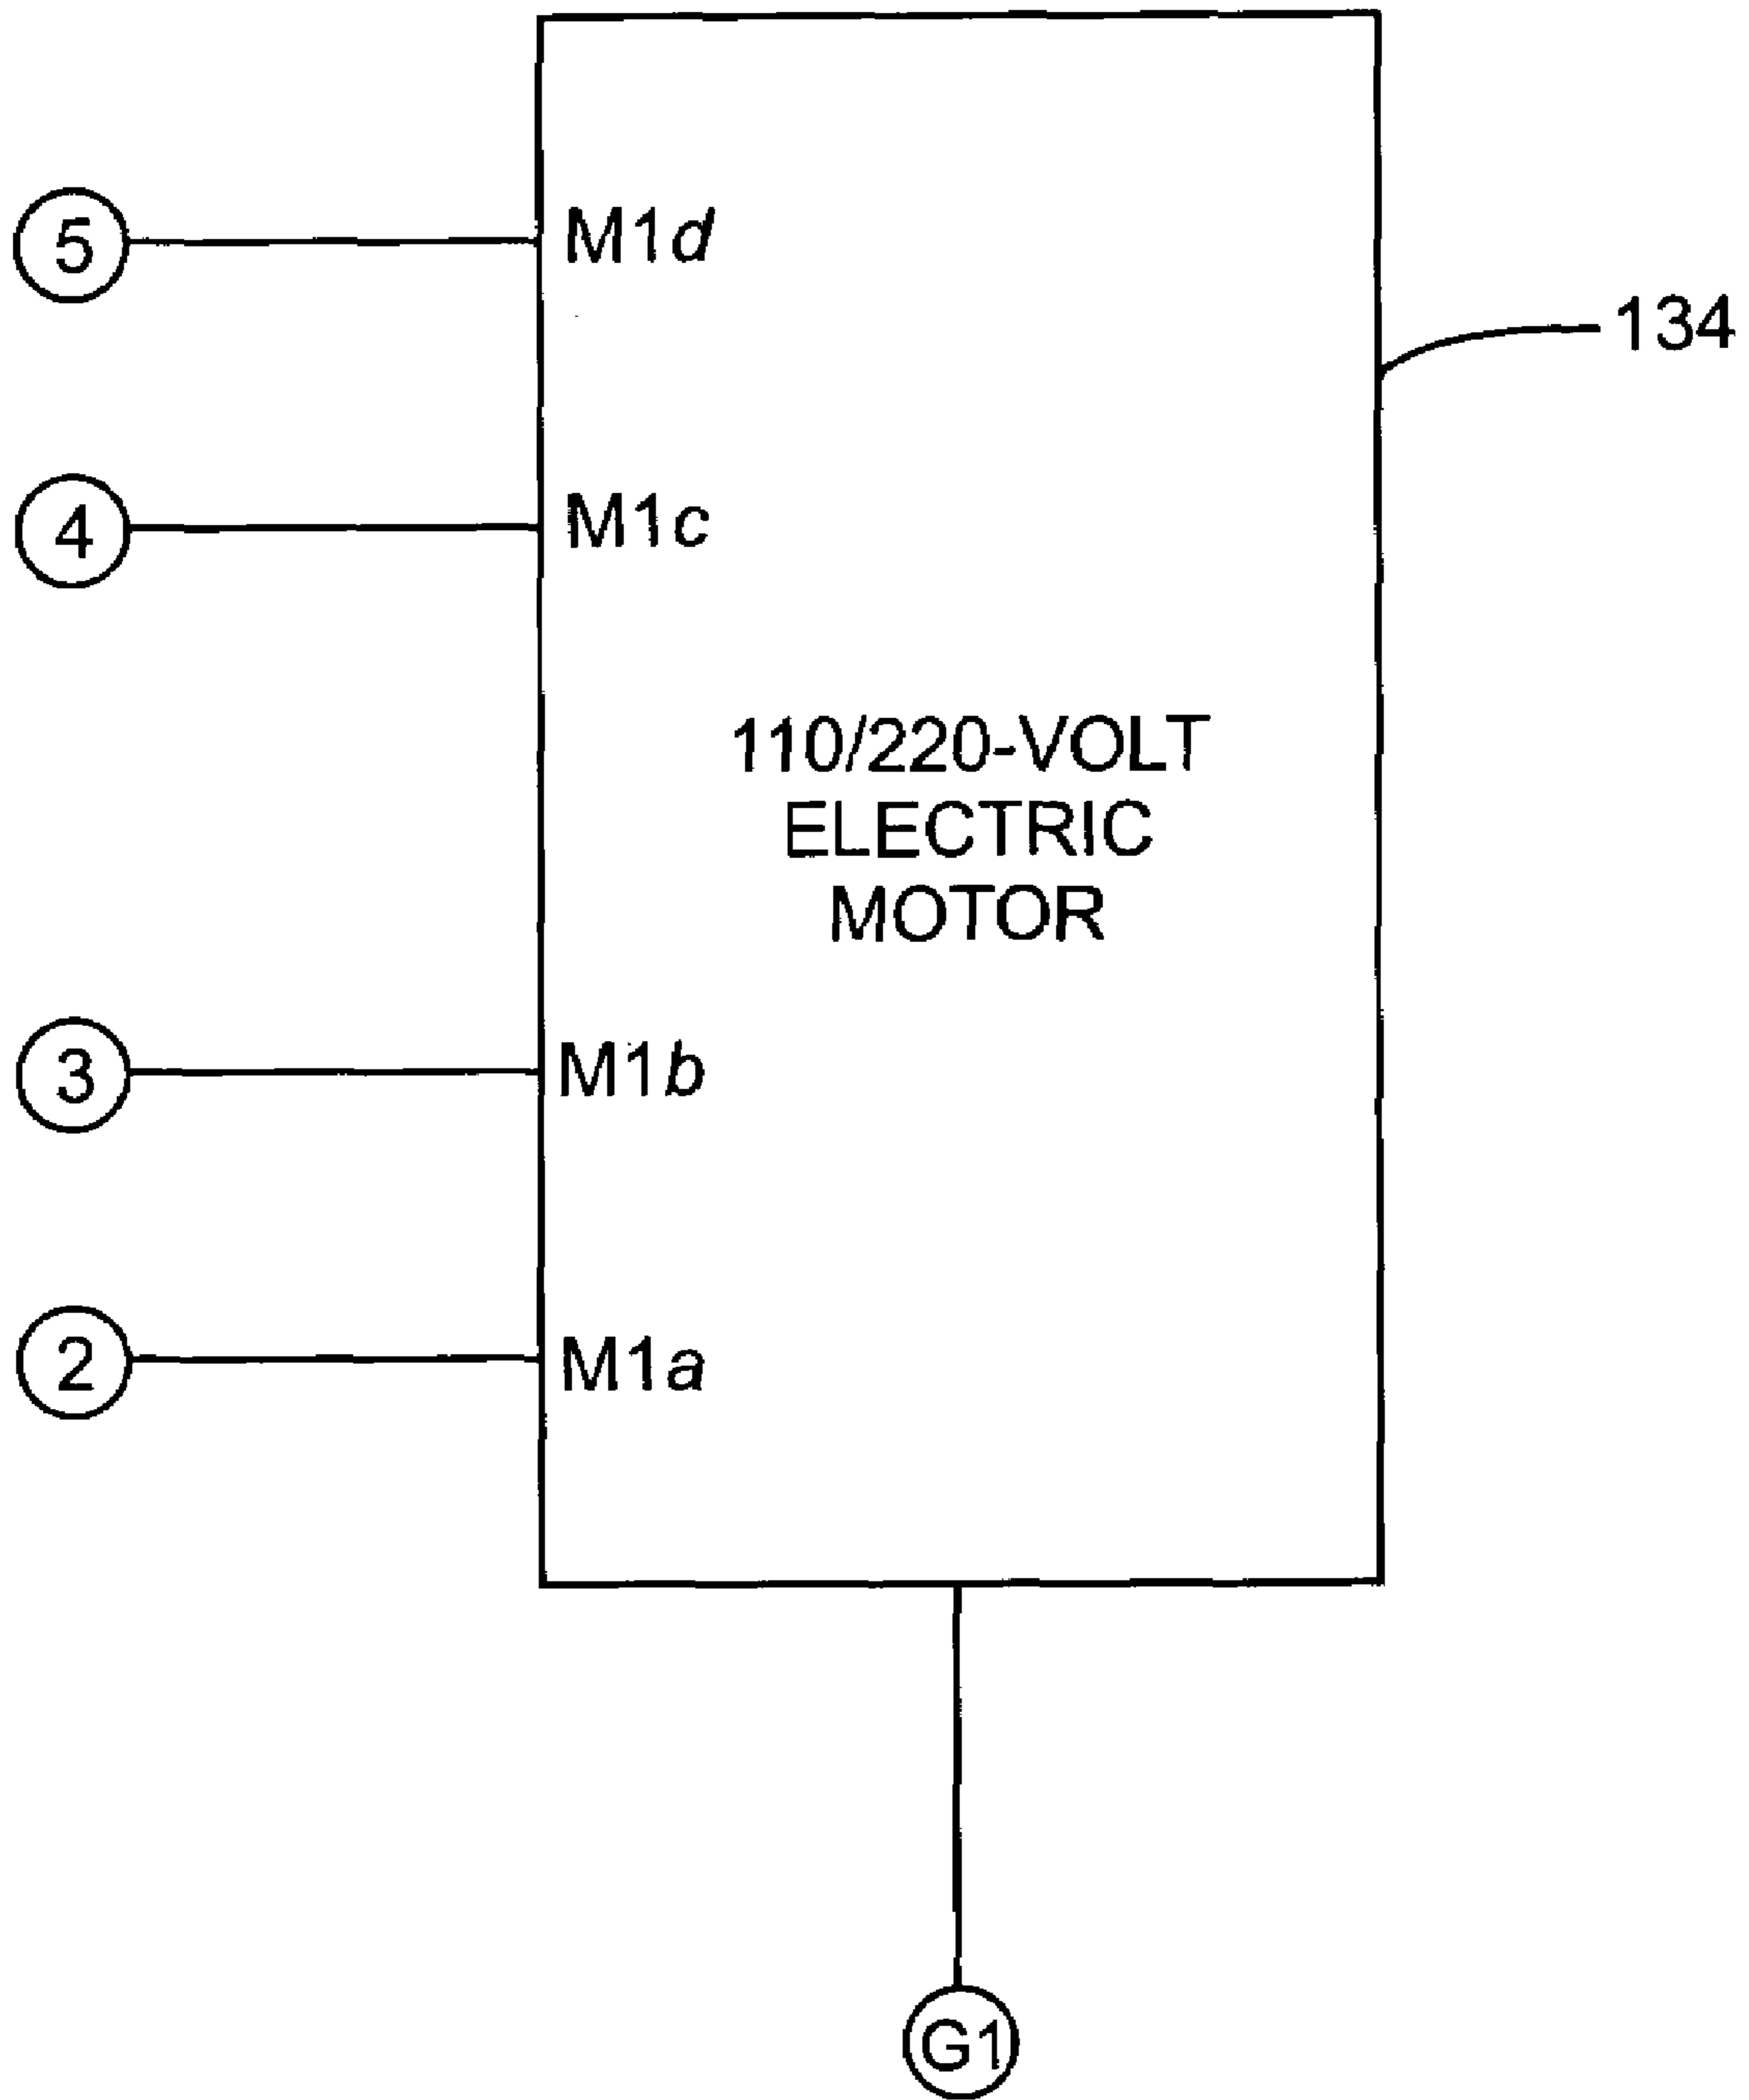 5 M1d
134
4 M1c
110/220-VOLT
ELECTRIC
MOTOR
3 M1b
2 M1a
G1